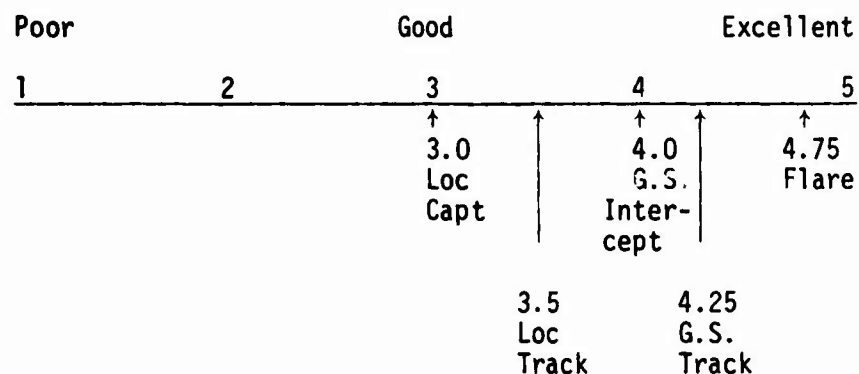 Poor Good Excellent
1 2 3 4 5
3.0 4.0 4.75
Loc G.S. Flare
Capt Inter-
cept
3.5 4.25
Loc G.S.
Track Track